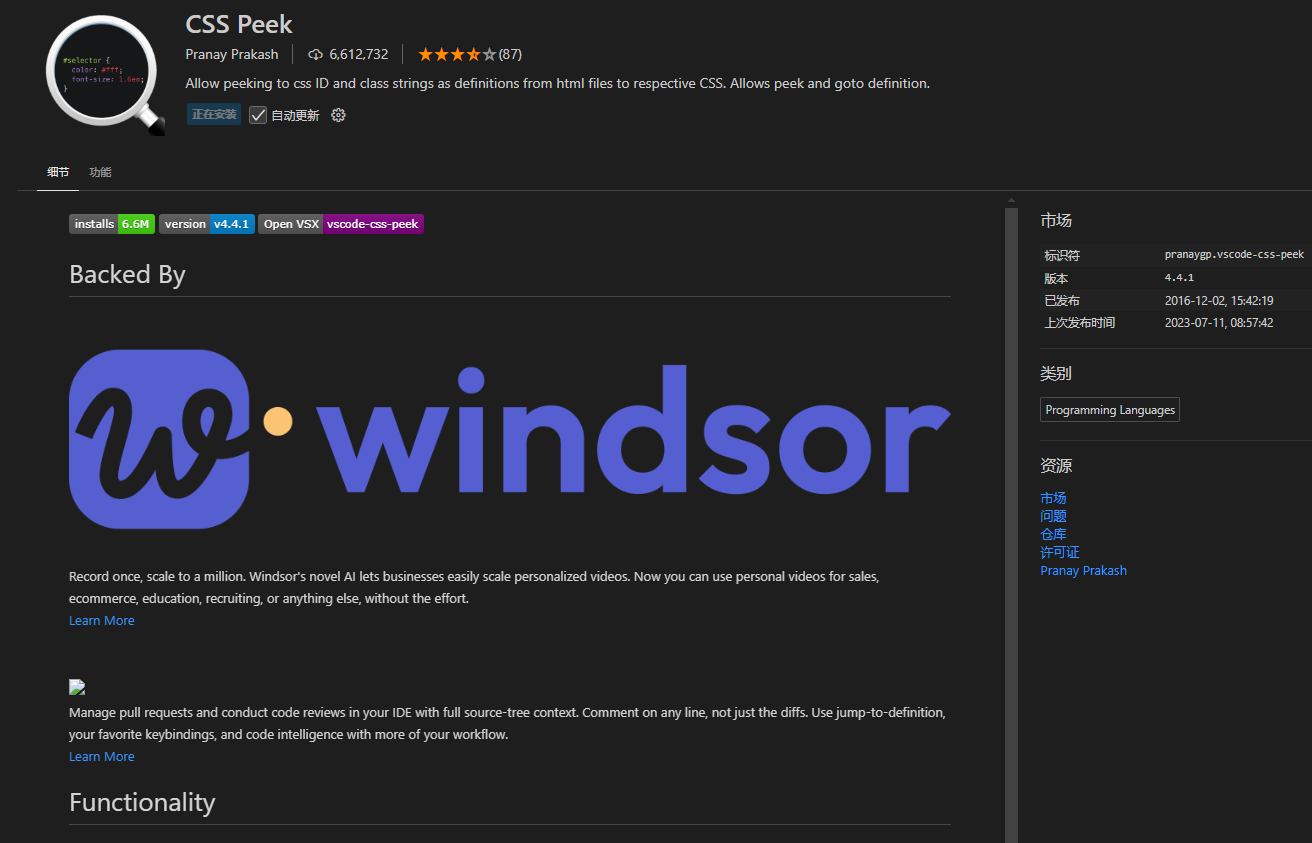 CSS Peek
Pranay Prakash 6,612,732 (87)
Allow peeking to css ID and class strings as definitions from html files to respective CSS. Allows peek and goto definition.
正在安装 自动更新
#selector {
color: #fff;
font-size: 1.6em;
}
细节 功能
installs 6.6M version v4.4.1 Open VSX vscode-css-peek
Backed By
w windsor
Record once, scale to a million. Windsor's novel AI lets businesses easily scale personalized videos. Now you can use personal videos for sales,
ecommerce, education, recruiting, or anything else, without the effort.
Learn More
Manage pull requests and conduct code reviews in your IDE with full source-tree context. Comment on any line, not just the diffs. Use jump-to-definition,
your favorite keybindings, and code intelligence with more of your workflow.
Learn More
Functionality
市场
标识符 pranaygp.vscode-css-peek
版本 4.4.1
已发布 2016-12-02, 15:42:19
上次发布时间 2023-07-11, 08:57:42
类别
Programming Languages
资源
市场
问题
仓库
许可证
Pranay Prakash